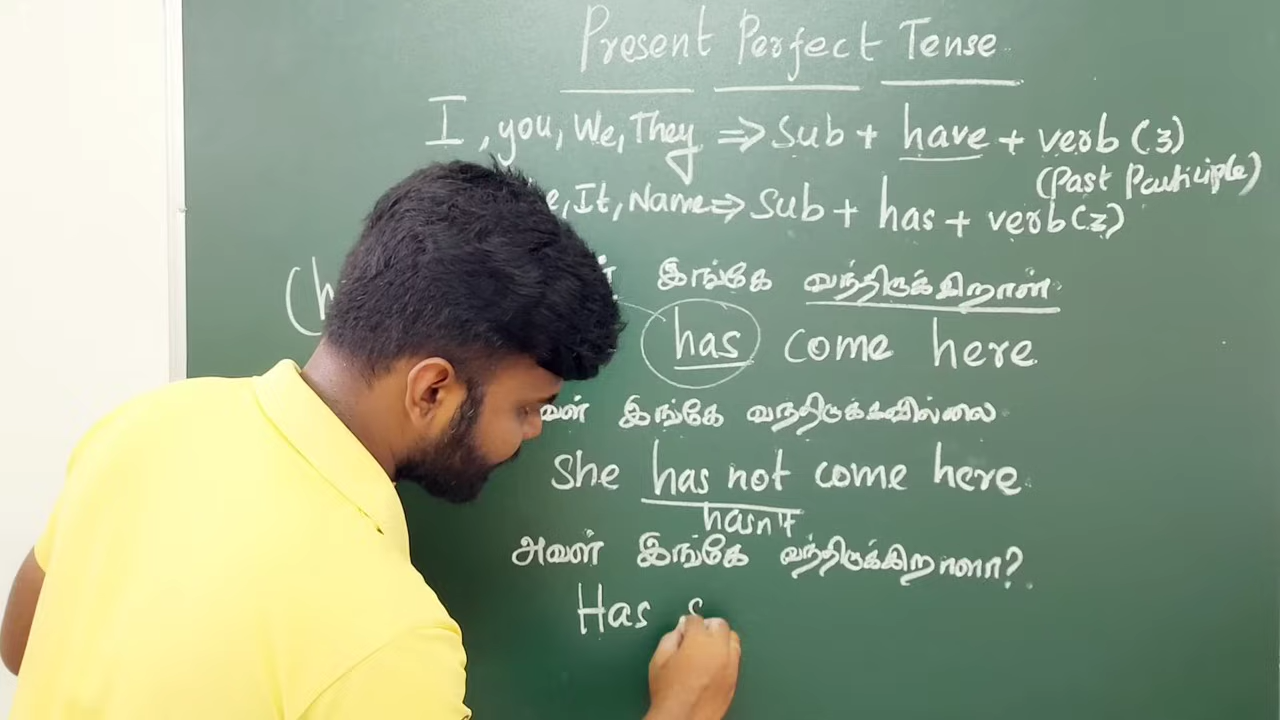 Present Perfect Tense
I, you, We, They ⇒ Sub + have + verb (3)
(Past Participle)
e, It, Name ⇒ Sub + has + verb (3)
(h
இங்கே வந்திருக்கிறாள்
has come here
வள் இங்கே வந்திருக்கவில்லை
She has not come here
hasn't
அவள் இங்கே வந்திருக்கிறாளா?
Has s